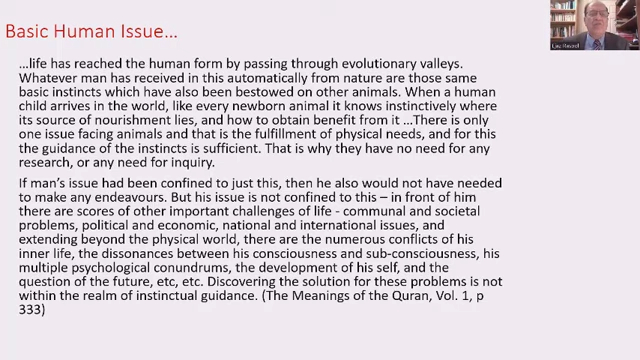 Basic Human Issue…
…life has reached the human form by passing through evolutionary valleys.
Whatever man has received in this automatically from nature are those same
basic instincts which have also been bestowed on other animals. When a human
child arrives in the world, like every newborn animal it knows instinctively where
its source of nourishment lies, and how to obtain benefit from it …There is only
one issue facing animals and that is the fulfillment of physical needs, and for this
the guidance of the instincts is sufficient. That is why they have no need for any
research, or any need for inquiry.
If man's issue had been confined to just this, then he also would not have needed
to make any endeavours. But his issue is not confined to this – in front of him
there are scores of other important challenges of life - communal and societal
problems, political and economic, national and international issues, and
extending beyond the physical world, there are the numerous conflicts of his
inner life, the dissonances between his consciousness and sub-consciousness, his
multiple psychological conundrums, the development of his self, and the
question of the future, etc, etc. Discovering the solution for these problems is not
within the realm of instinctual guidance. (The Meanings of the Quran, Vol. 1, p
333)